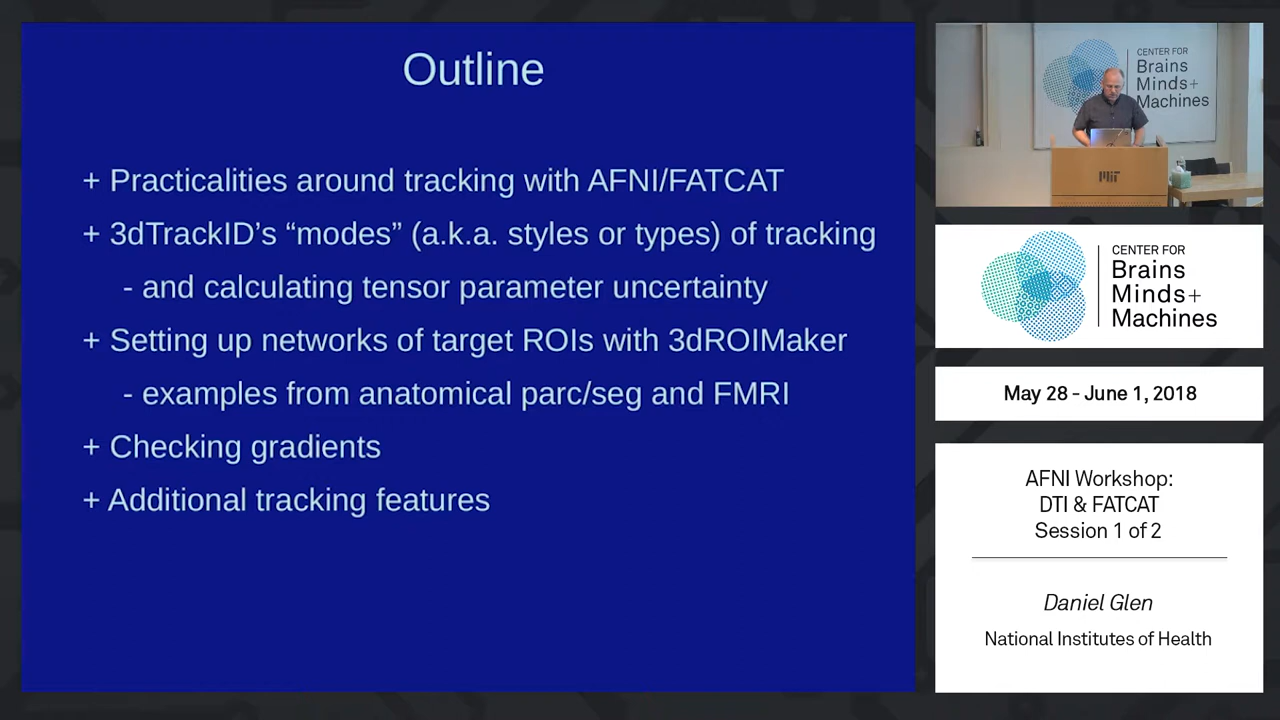 Outline
+ Practicalities around tracking with AFNI/FATCAT
+ 3dTrackID’s “modes” (a.k.a. styles or types) of tracking
- and calculating tensor parameter uncertainty
+ Setting up networks of target ROIs with 3dROIMaker
- examples from anatomical parc/seg and FMRI
+ Checking gradients
+ Additional tracking features
CENTER FOR
Brains
Minds+
Machines
MIT
CENTER FOR
Brains
Minds+
Machines
May 28 - June 1, 2018
AFNI Workshop:
DTI & FATCAT
Session 1 of 2
Daniel Glen
National Institutes of Health